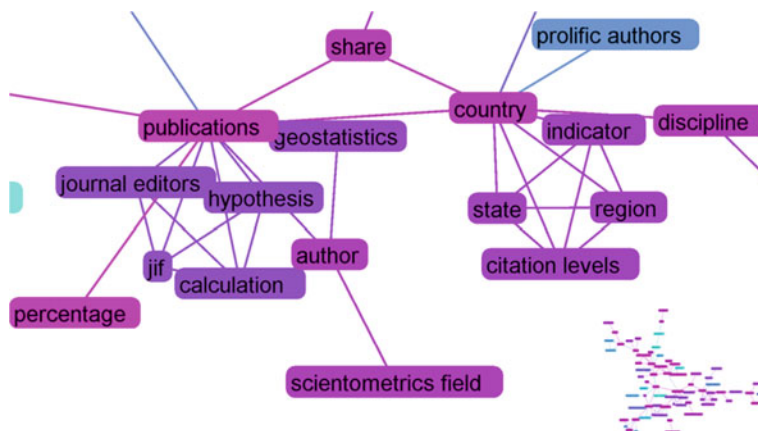 prolific authors
share
country
publications
geostatistics
indicator
discipline
journal editors
hypothesis
state
region
author
jif
calculation
citation levels
percentage
scientometrics field